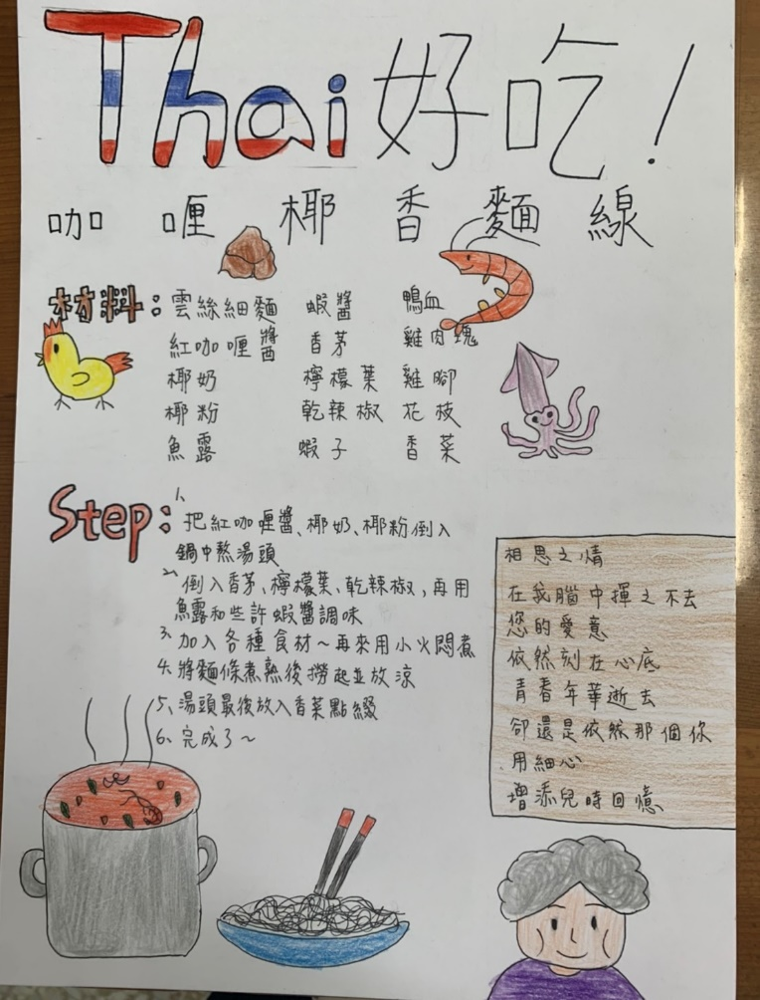 Thai好吃!
咖喱椰香麵線
材料:雲絲細麵 蝦醬 鴨血
紅咖喱醬 香茅 雞肉塊
椰奶 檸檬葉 雞腳
椰粉 乾辣椒 花枝
魚露 蝦子 香菜
Step:
1、把紅咖喱醬、椰奶、椰粉倒入
鍋中熬湯頭
2、倒入香茅、檸檬葉、乾辣椒,再用
魚露和些許蝦醬調味
3、加入各種食材~再來用小火悶煮
4、將麵條煮熟後撈起並放涼
5、湯頭最後放入香菜點綴
6、完成了~
相思之情
在我腦中揮之不去
您的愛意
依然刻在心底
青春年華逝去
卻還是依然那個你
用細心
增添兒時回憶